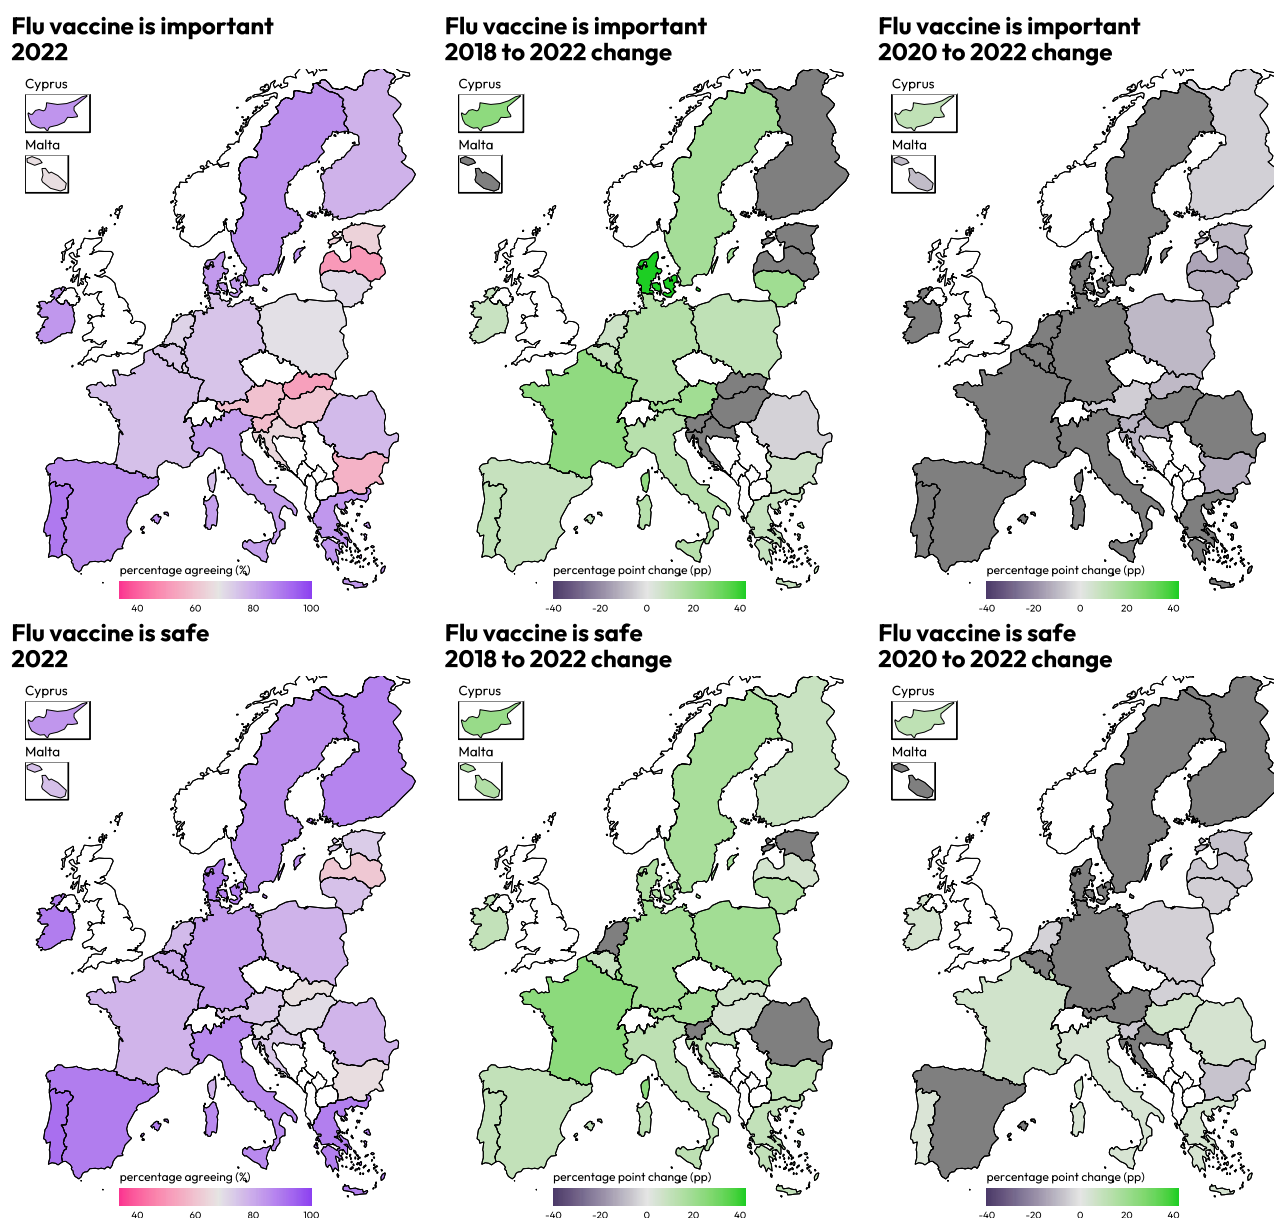 Flu vaccine is important
2022
Cyprus
Malta
percentage agreeing (%)
40 60 80 100
Flu vaccine is important
2018 to 2022 change
Cyprus
Malta
percentage point change (pp)
-40 -20 0 20 40
Flu vaccine is important
2020 to 2022 change
Cyprus
Malta
percentage point change (pp)
-40 -20 0 20 40
Flu vaccine is safe
2022
Cyprus
Malta
percentage agreeing (%)
40 60 80 100
Flu vaccine is safe
2018 to 2022 change
Cyprus
Malta
percentage point change (pp)
-40 -20 0 20 40
Flu vaccine is safe
2020 to 2022 change
Cyprus
Malta
percentage point change (pp)
-40 -20 0 20 40